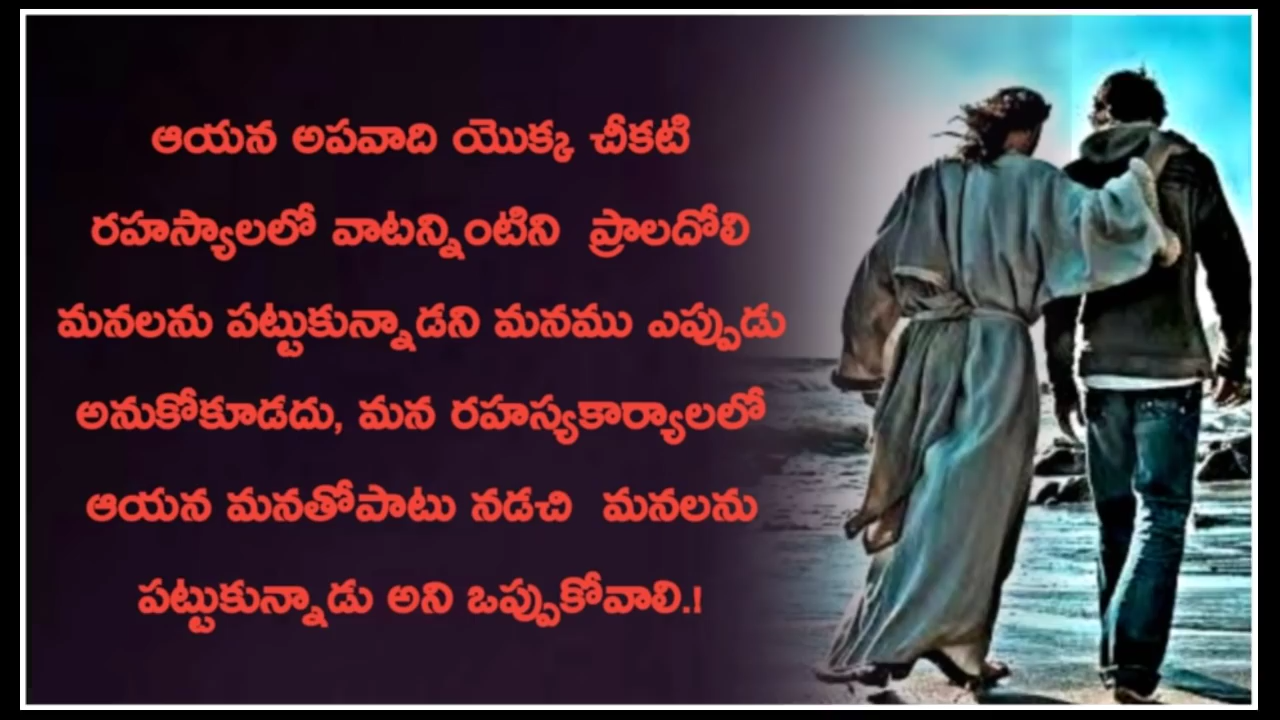 ఆయన అపవాది యొక్క చీకటి
రహస్యాలలో వాటన్నింటిని ప్రాలదోలి
మనలను పట్టుకున్నాడని మనము ఎప్పుడు
అనుకోకూడదు, మన రహస్యకార్యాలలో
ఆయన మనతోపాటు నడచి మనలను
పట్టుకున్నాడు అని ఒప్పుకోవాలి.!